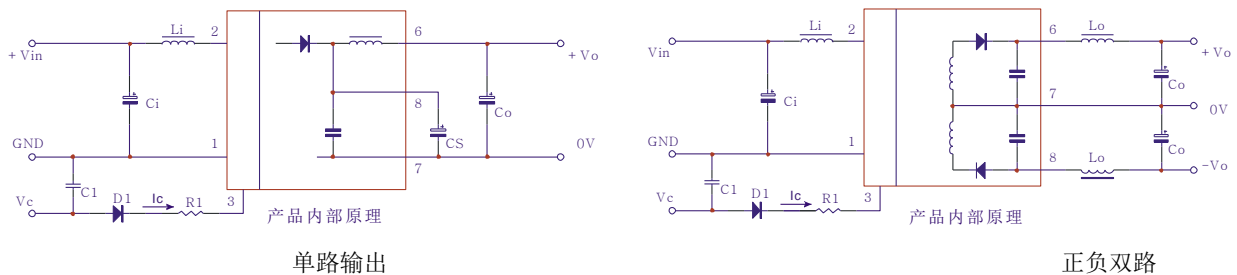 Li
2
6
+Vin
+Vo
Ci
8
Co
CS
GND
1
0V
7
C1
Vc
D1
Ic
R1
3
产品内部原理
单路输出
Li
2
6
Lo
Vin
+Vo
Ci
Co
7
0V
GND
1
Co
8
Lo
-Vo
C1
Vc
D1
Ic
R1
3
产品内部原理
正负双路